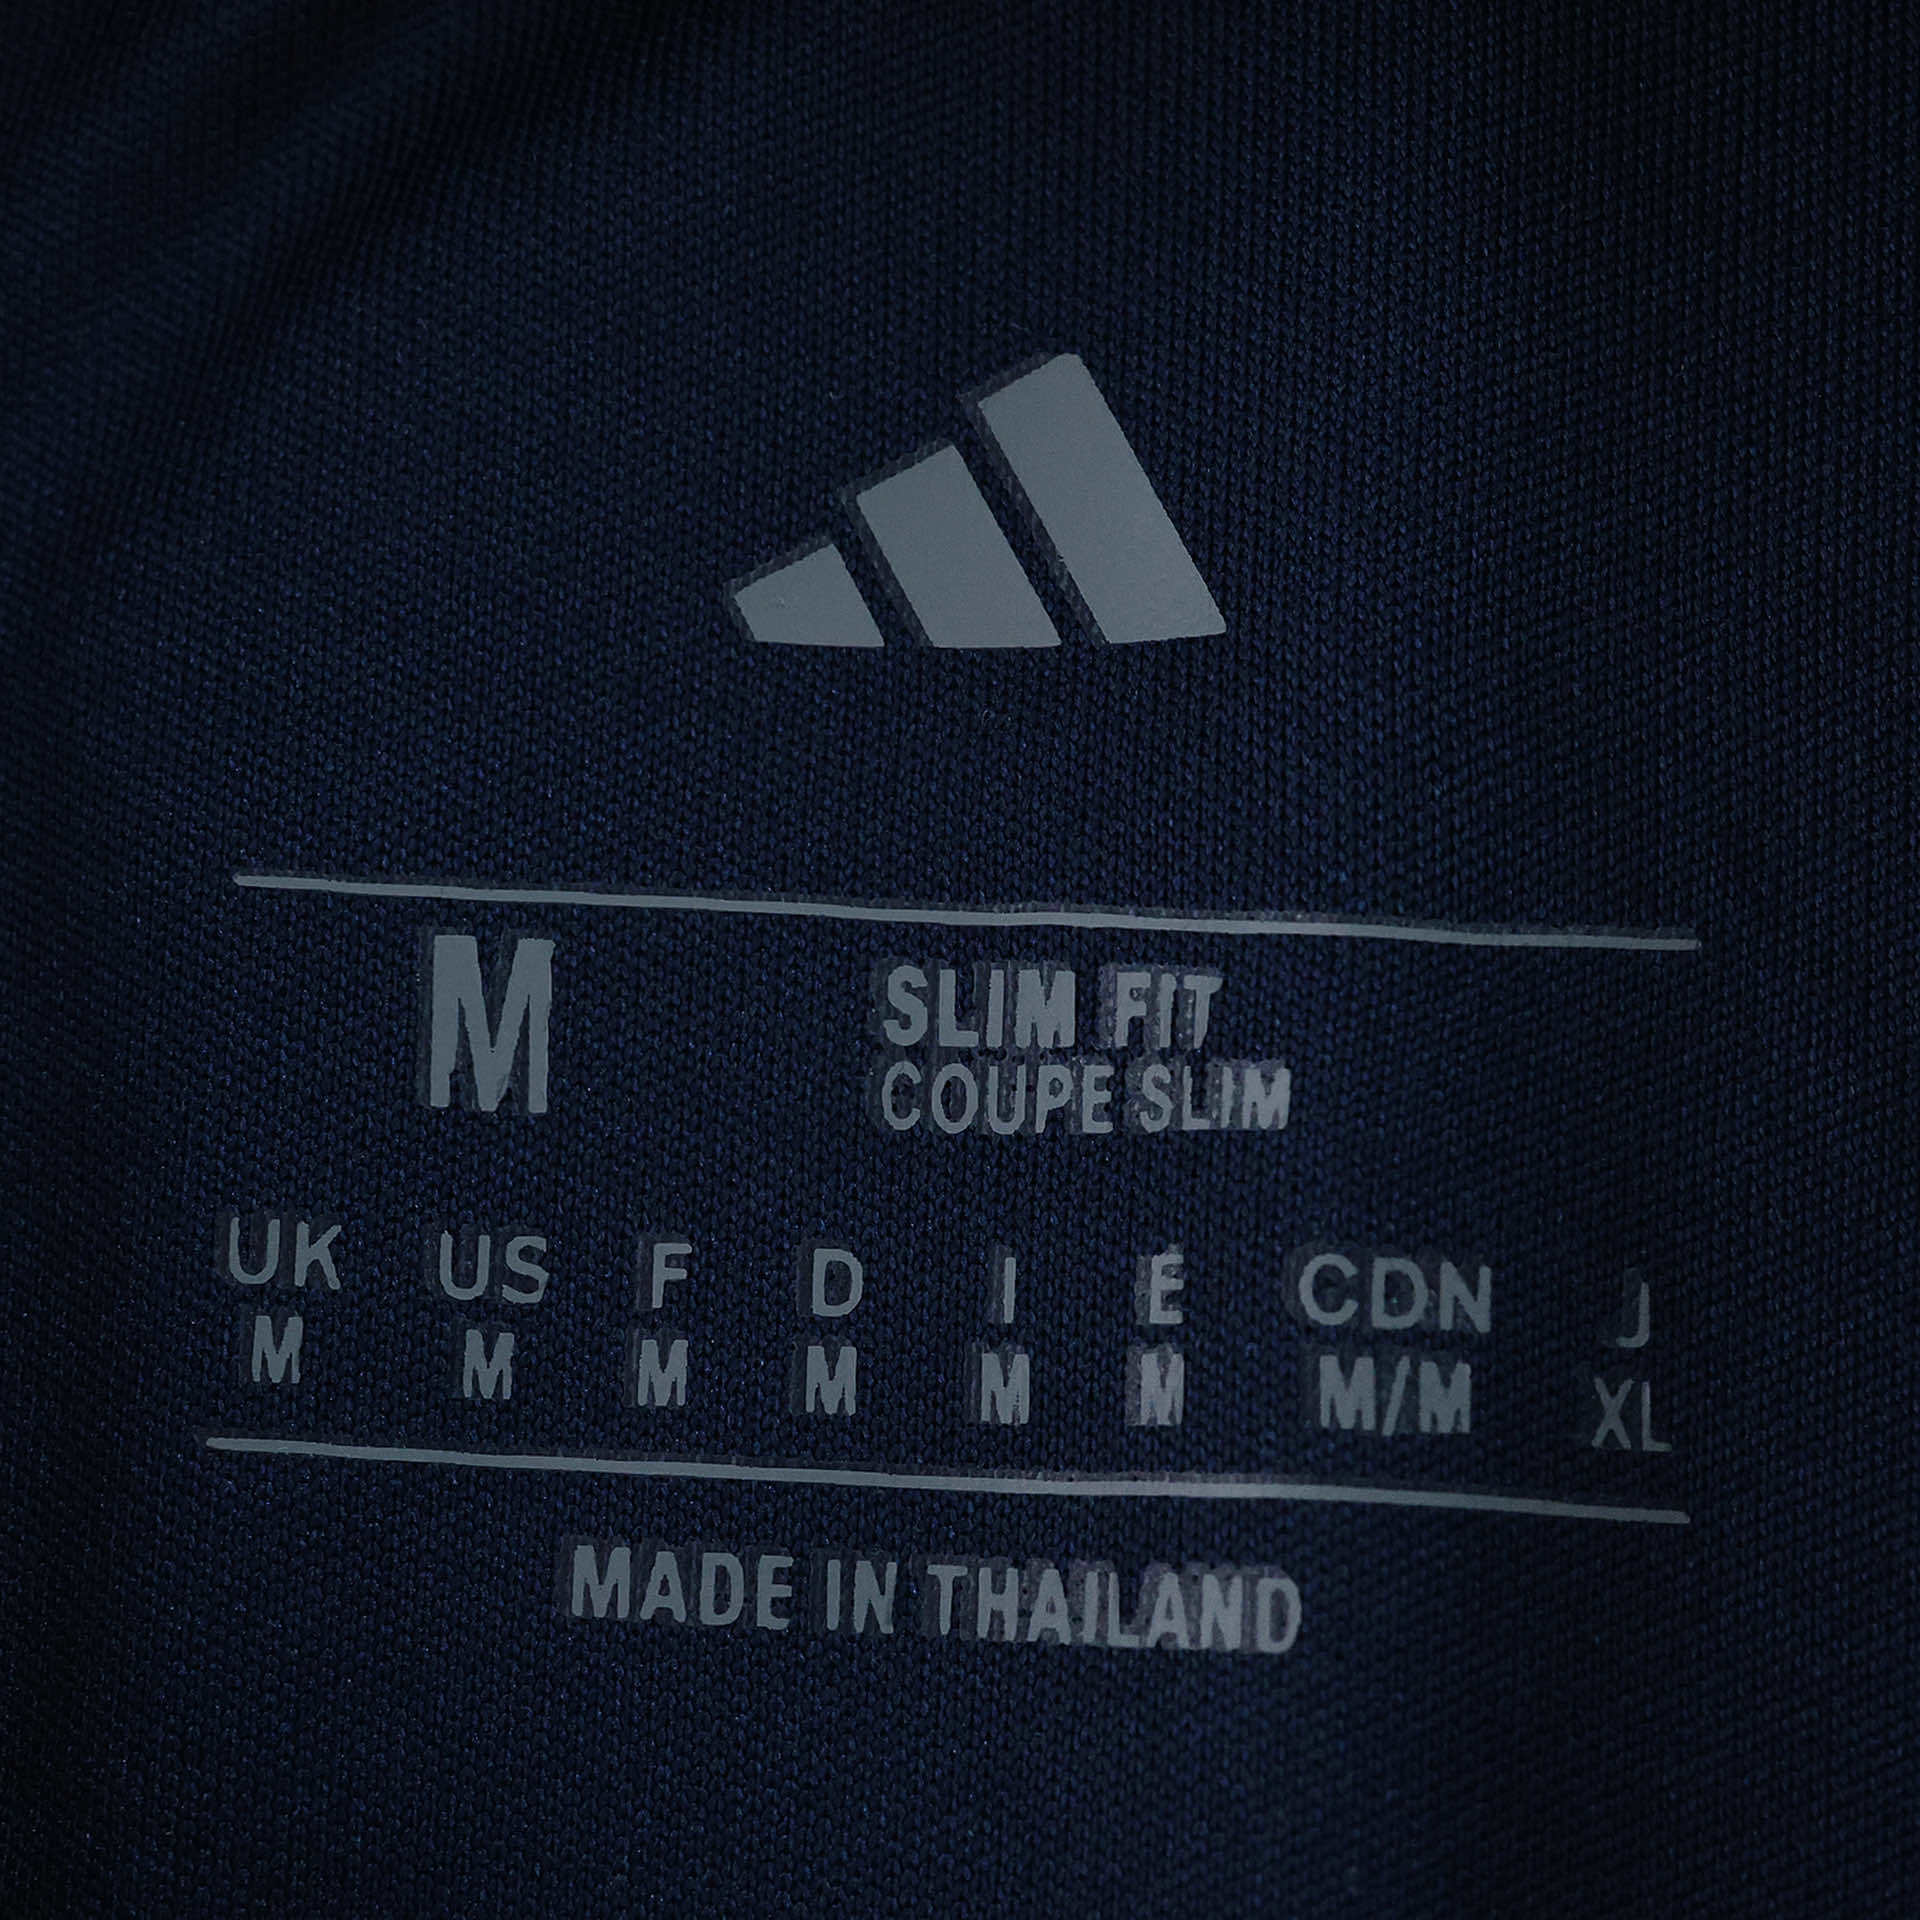 M
SLIM FIT
COUPE SLIM
UK US F D I É CDN J
M M M M M M M/M XL
MADE IN THAILAND